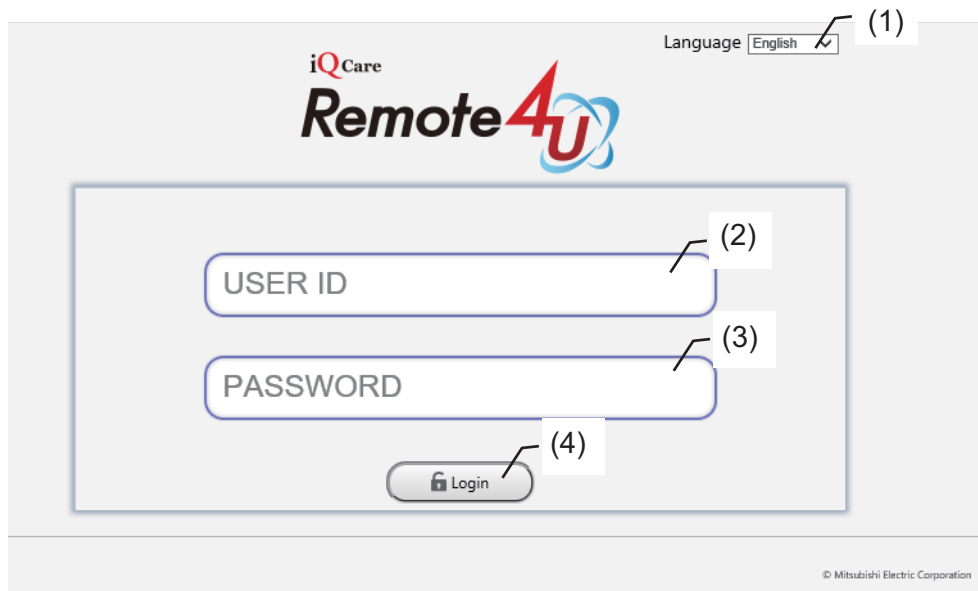 (1)
Language English
iQ Care
Remote4U
(2)
USER ID
(3)
PASSWORD
(4)
Login
© Mitsubishi Electric Corporation